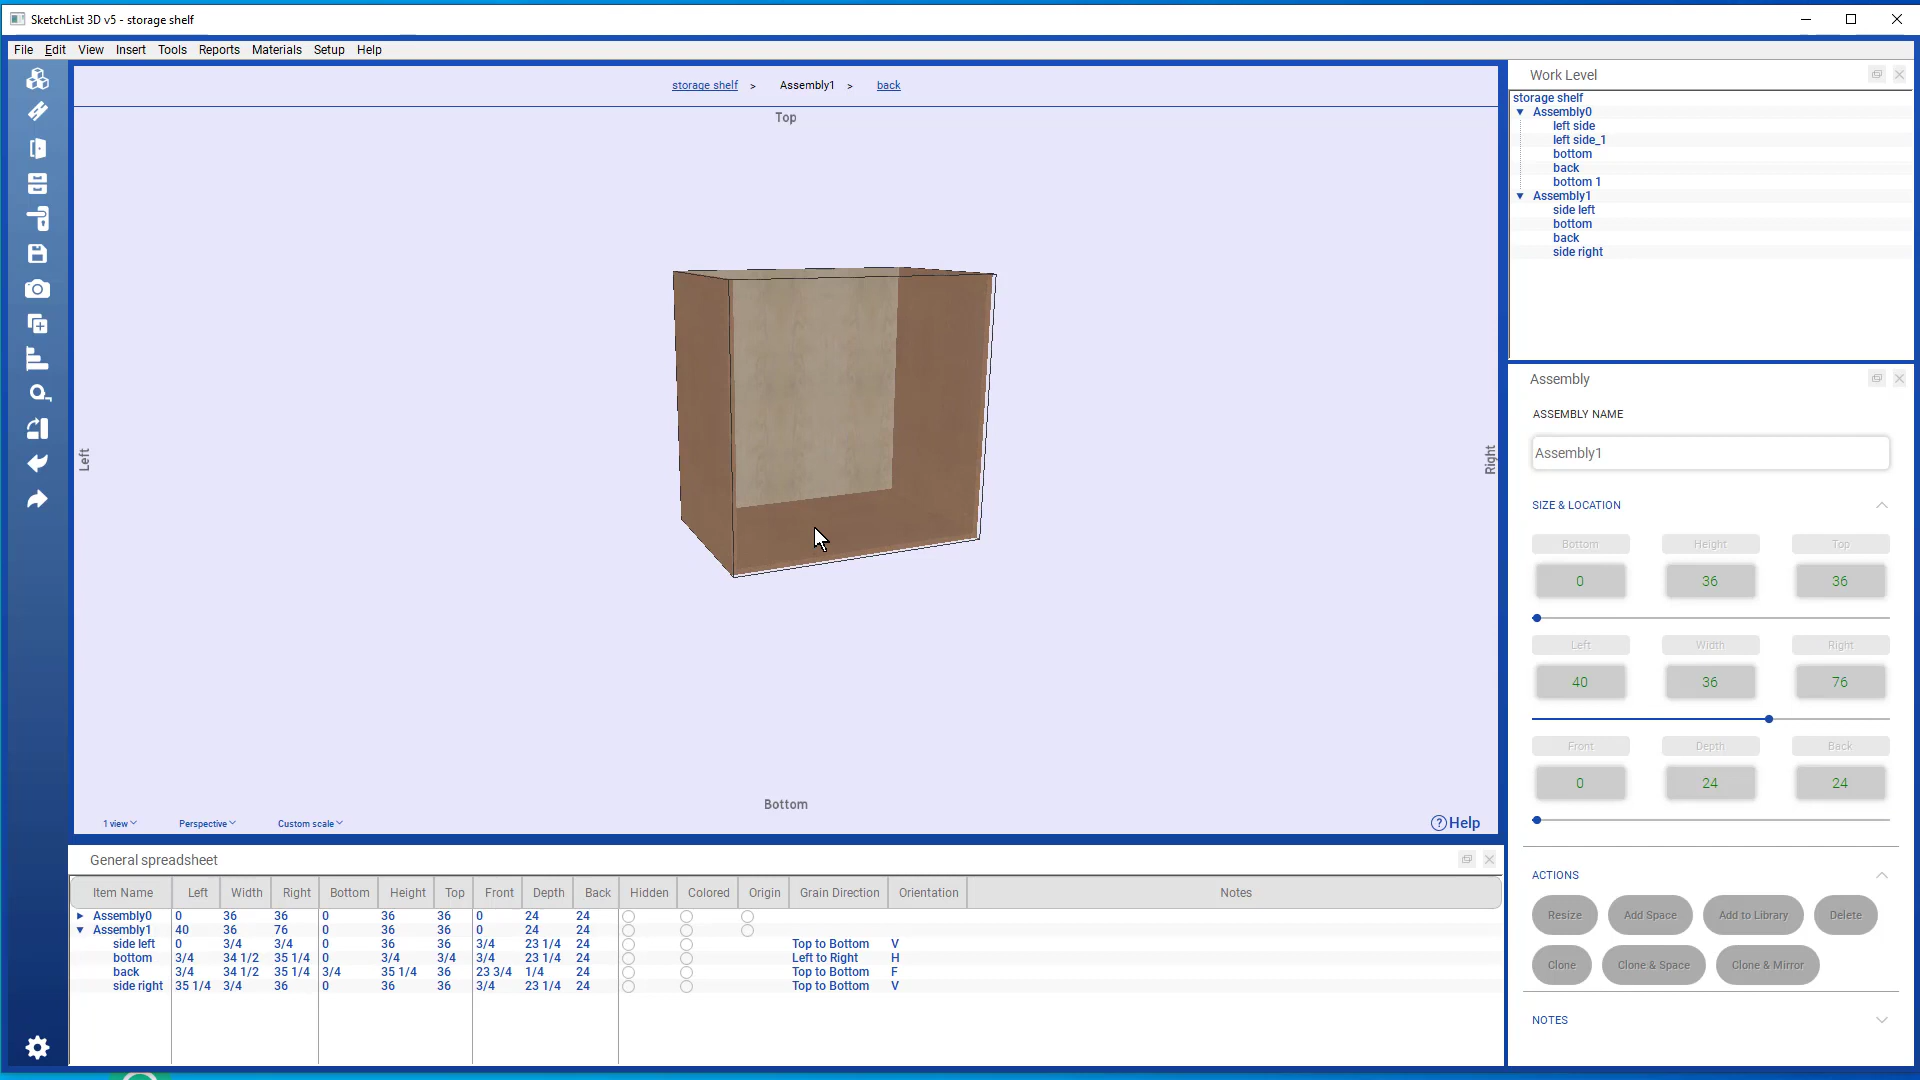 SketchList 3D v5 - storage shelf
File Edit View Insert Tools Reports Materials Setup Help
storage shelf > Assembly1 > back
Top
Left
Right
Bottom
1 view Perspective Custom scale
Help
Work Level
storage shelf
Assembly0
left side
left side_1
bottom
back
bottom 1
Assembly1
side left
bottom
back
side right
Assembly
ASSEMBLY NAME
Assembly1
SIZE & LOCATION
Bottom Height Top
0 36 36
Left Width Right
40 36 76
Front Depth Back
0 24 24
ACTIONS
Resize Add Space Add to Library Delete
Clone Clone & Space Clone & Mirror
NOTES
General spreadsheet
Item Name Left Width Right Bottom Height Top Front Depth Back Hidden Colored Origin Grain Direction Orientation Notes
Assembly0 0 36 36 0 36 36 0 24 24
Assembly1 40 36 76 0 36 36 0 24 24
side left 0 3/4 3/4 0 36 36 3/4 23 1/4 24 Top to Bottom V
bottom 3/4 34 1/2 35 1/4 0 3/4 3/4 3/4 23 1/4 24 Left to Right H
back 3/4 34 1/2 35 1/4 3/4 35 1/4 36 23 3/4 1/4 24 Top to Bottom F
side right 35 1/4 3/4 36 0 36 36 3/4 23 1/4 24 Top to Bottom V